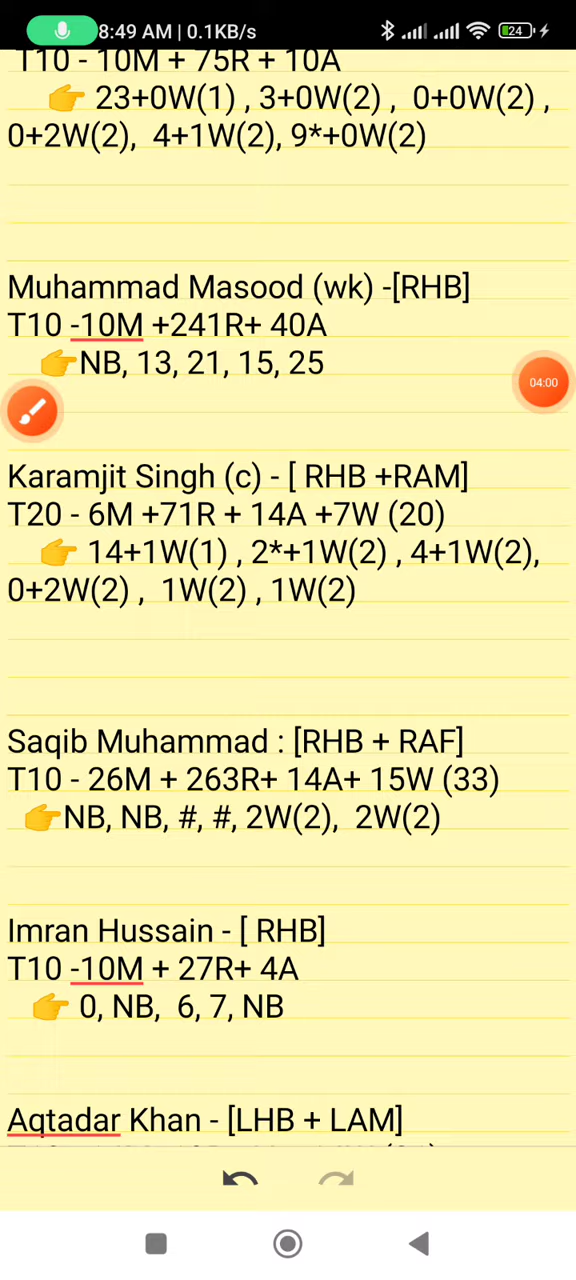 8:49 AM | 0.1KB/s
24
T10 - 10M + 75R + 10A
👉 23+0W(1) , 3+0W(2) , 0+0W(2) ,
0+2W(2), 4+1W(2), 9*+0W(2)
Muhammad Masood (wk) -[RHB]
T10 -10M +241R+ 40A
👉NB, 13, 21, 15, 25
04:00
Karamjit Singh (c) - [ RHB +RAM]
T20 - 6M +71R + 14A +7W (20)
👉 14+1W(1) , 2*+1W(2) , 4+1W(2),
0+2W(2) , 1W(2) , 1W(2)
Saqib Muhammad : [RHB + RAF]
T10 - 26M + 263R+ 14A+ 15W (33)
👉NB, NB, #, #, 2W(2), 2W(2)
Imran Hussain - [ RHB]
T10 -10M + 27R+ 4A
👉 0, NB, 6, 7, NB
Aqtadar Khan - [LHB + LAM]